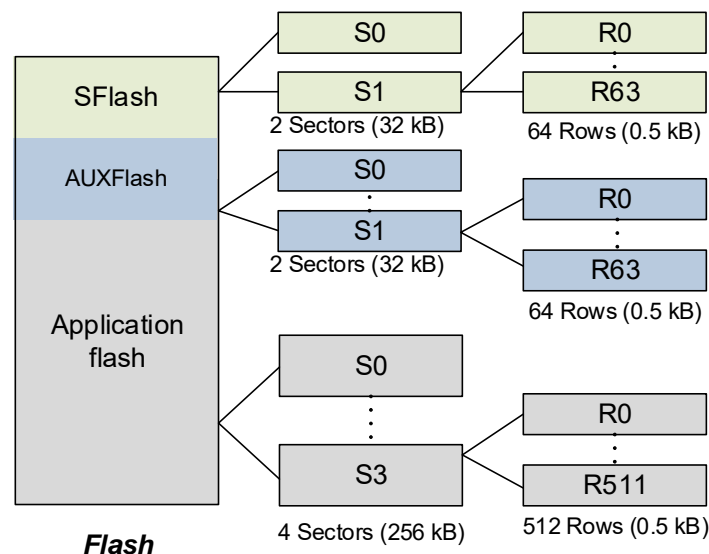 SFlash
AUXFlash
Application
flash
Flash
S0
S1
2 Sectors (32 kB)
R0
R63
64 Rows (0.5 kB)
S0
S1
2 Sectors (32 kB)
R0
R63
64 Rows (0.5 kB)
S0
S3
4 Sectors (256 kB)
R0
R511
512 Rows (0.5 kB)